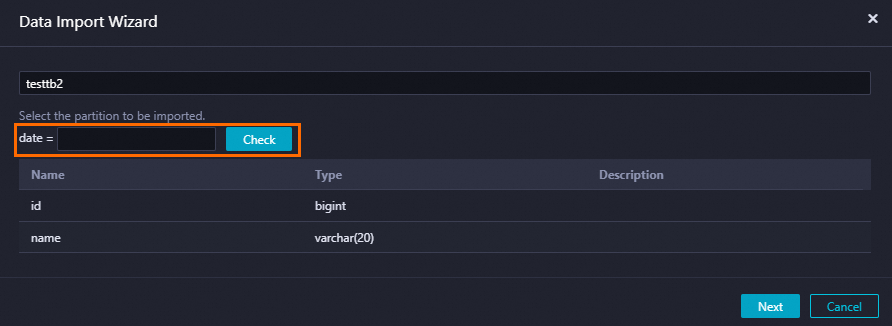 Data Import Wizard ×
testtb2
Select the partition to be imported.
date = Check
Name Type Description
id bigint
name varchar(20)
Next Cancel